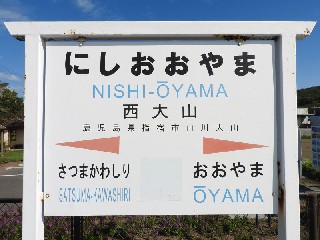 にしおおやま
NISHI-ŌYAMA
西大山
鹿児島県指宿市山川大山
さつまかわしり おおやま
SATSUMA-KAWASHIRI ŌYAMA